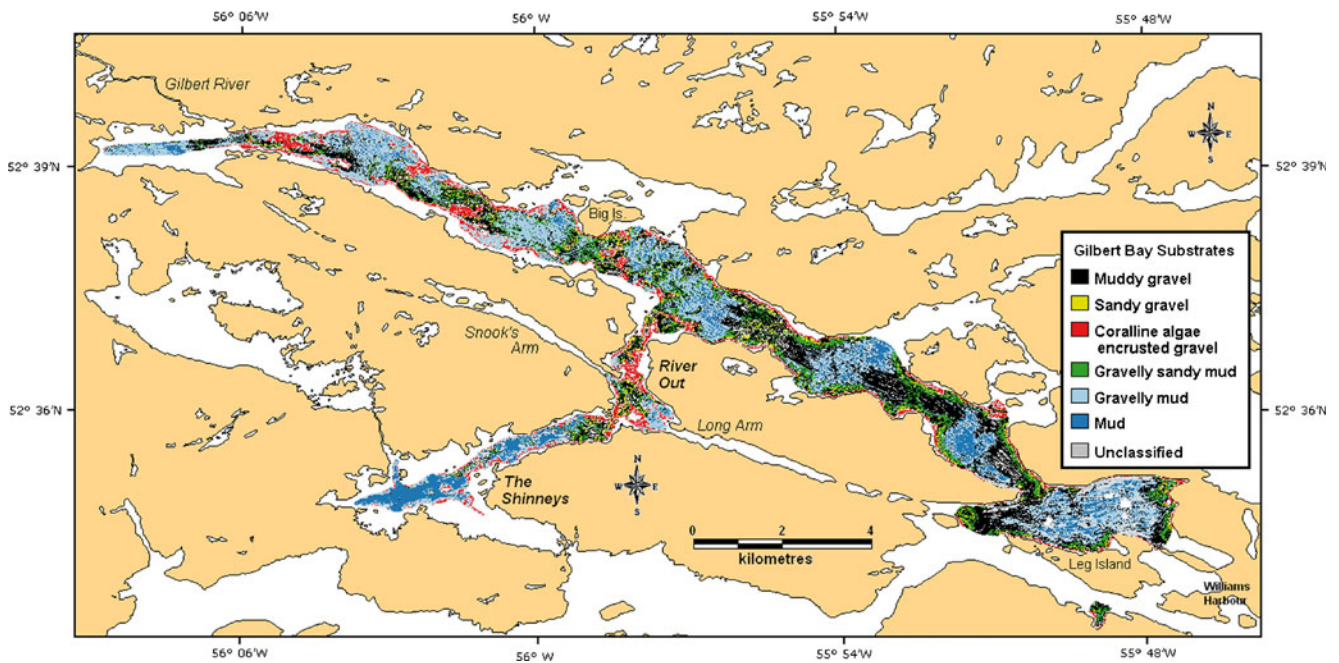 56° 06'W
56° W
55° 54'W
55° 48'W
Gilbert River
N
W E
S
52° 39'N
52° 39'N
Big Is.
Gilbert Bay Substrates
Muddy gravel
Sandy gravel
Coralline algae
encrusted gravel
Gravelly sandy mud
Gravelly mud
Mud
Unclassified
Snook's
Arm
River
Out
52° 36'N
52° 36'N
Long Arm
N
W E
S
The
Shinneys
0 2 4
kilometres
Leg Island
Williams
Harbour
56° 06'W
56° W
55° 54'W
55° 48'W